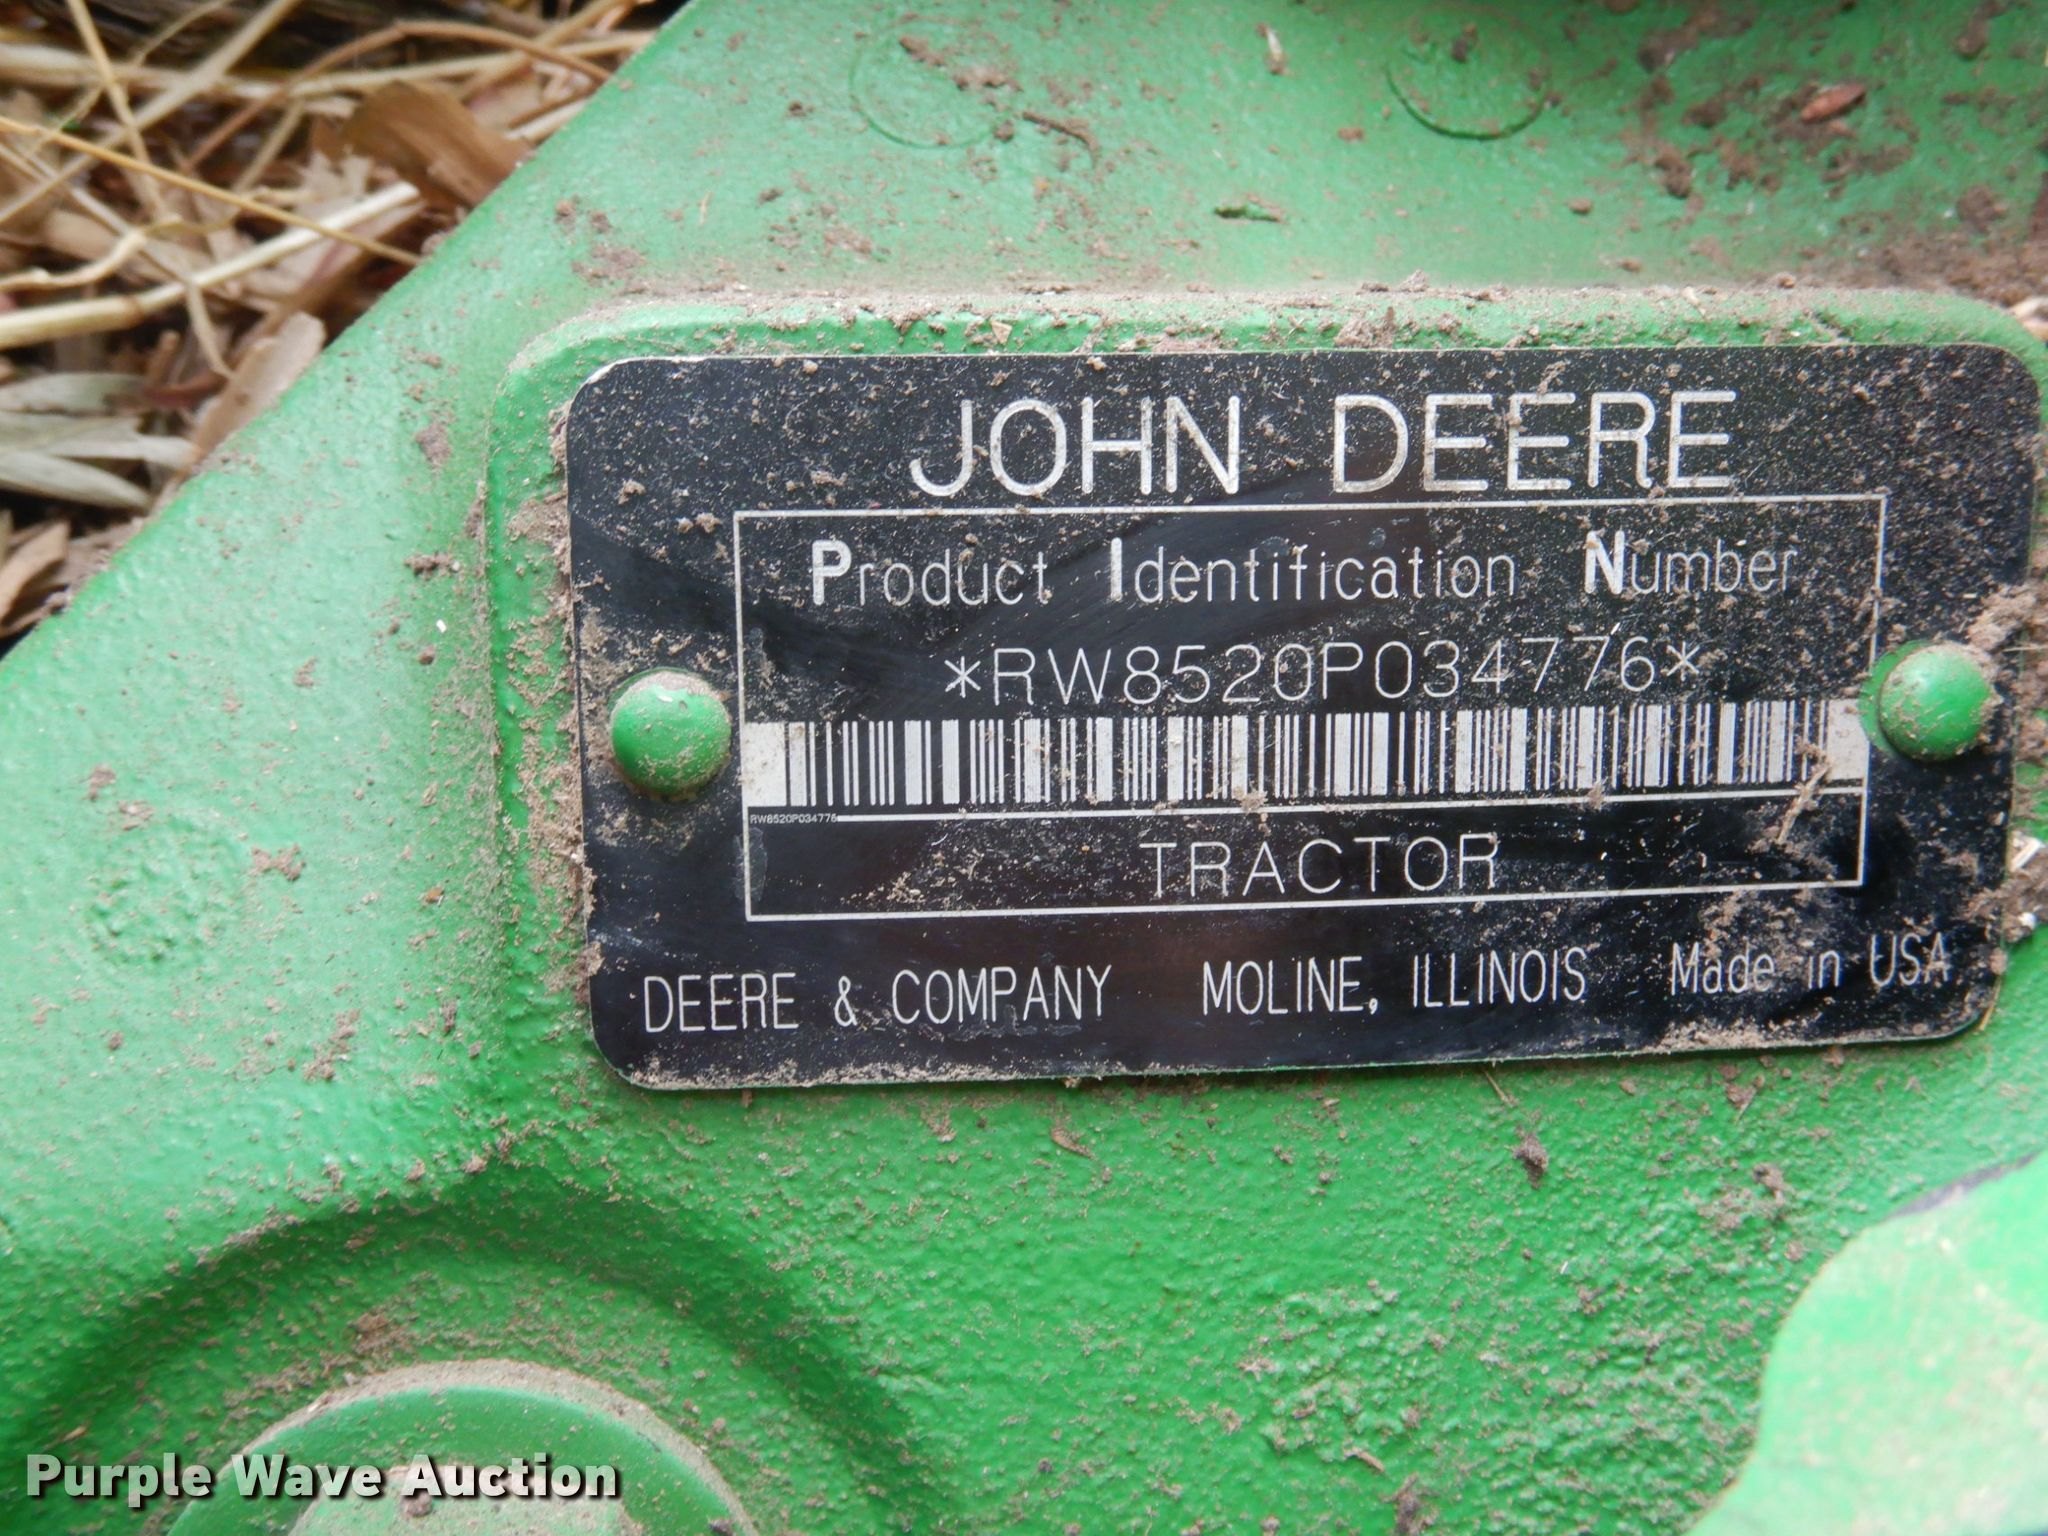 JOHN DEERE
Product Identification Number
*RW8520P034776*
RW8520P034776
TRACTOR
DEERE & COMPANY MOLINE, ILLINOIS Made in USA
Purple Wave Auction